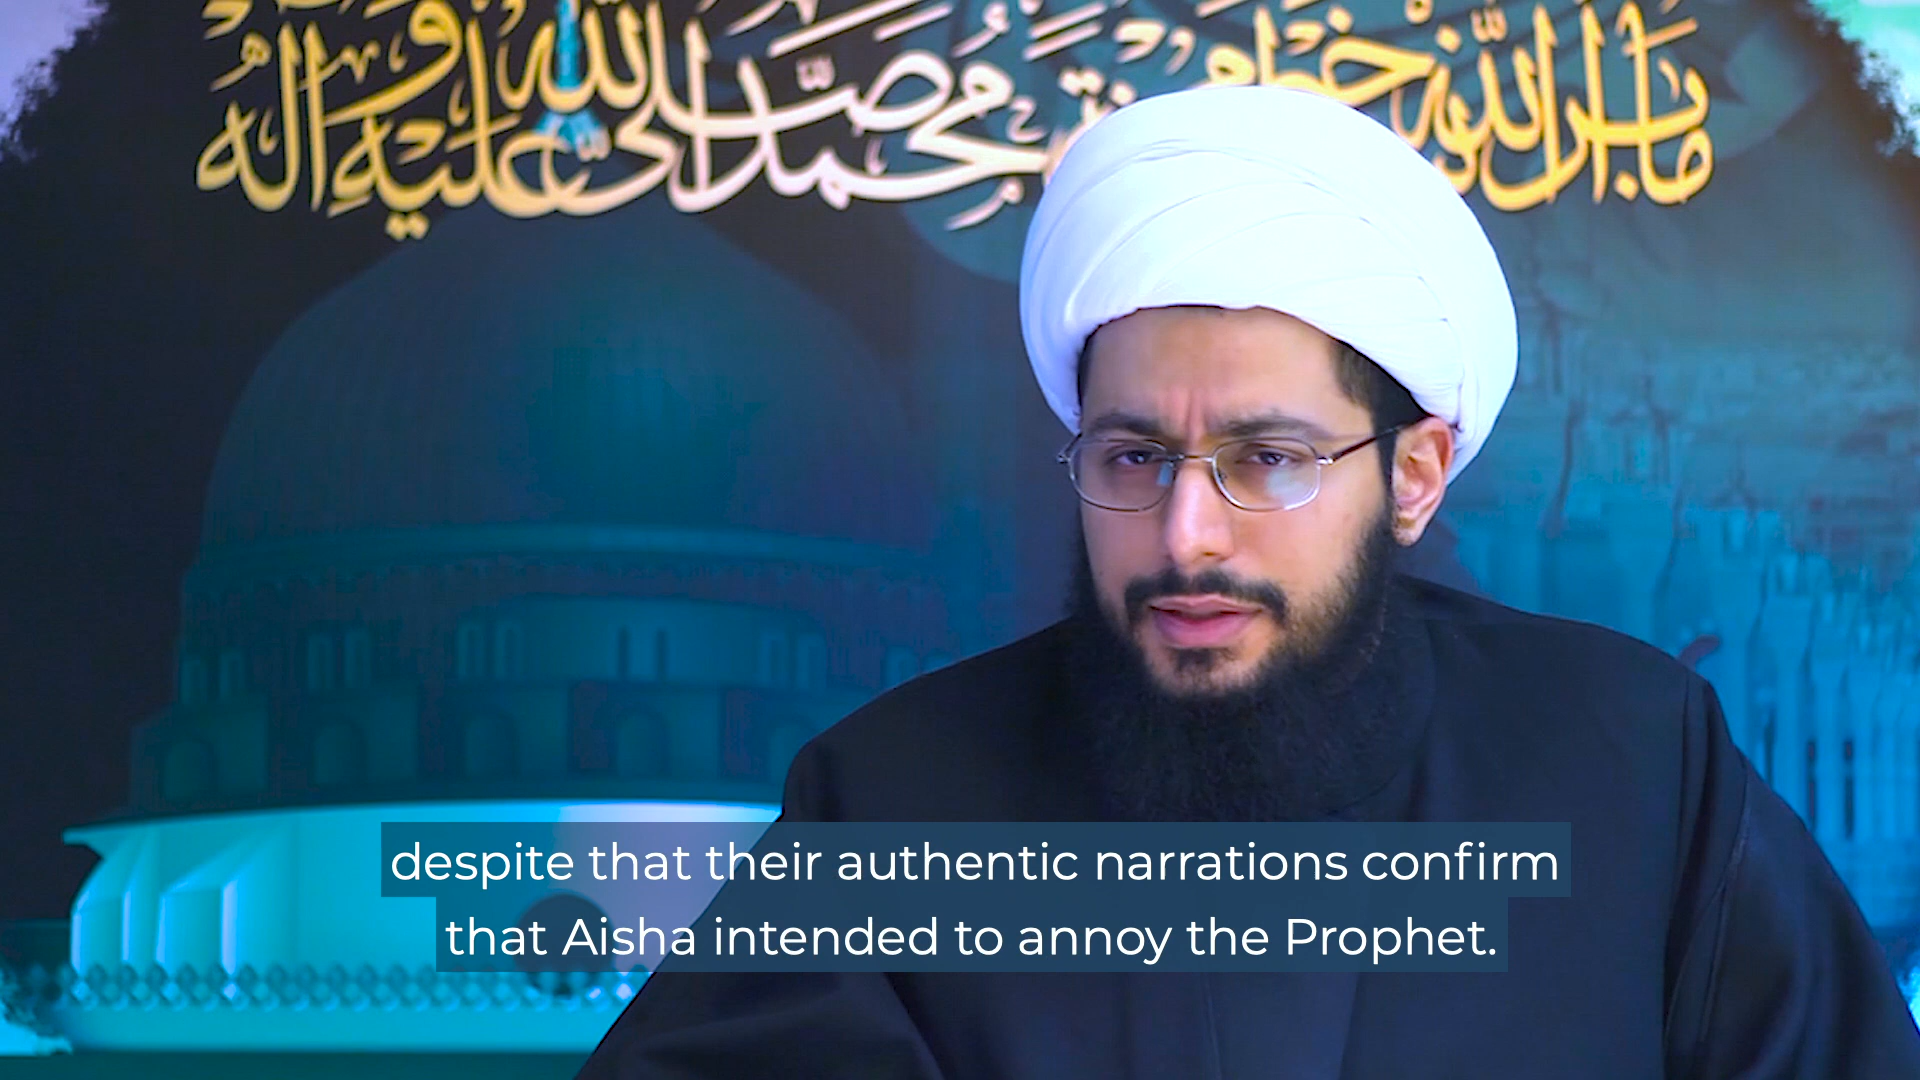 محمد صلى الله عليه وآله
despite that their authentic narrations confirm
that Aisha intended to annoy the Prophet.